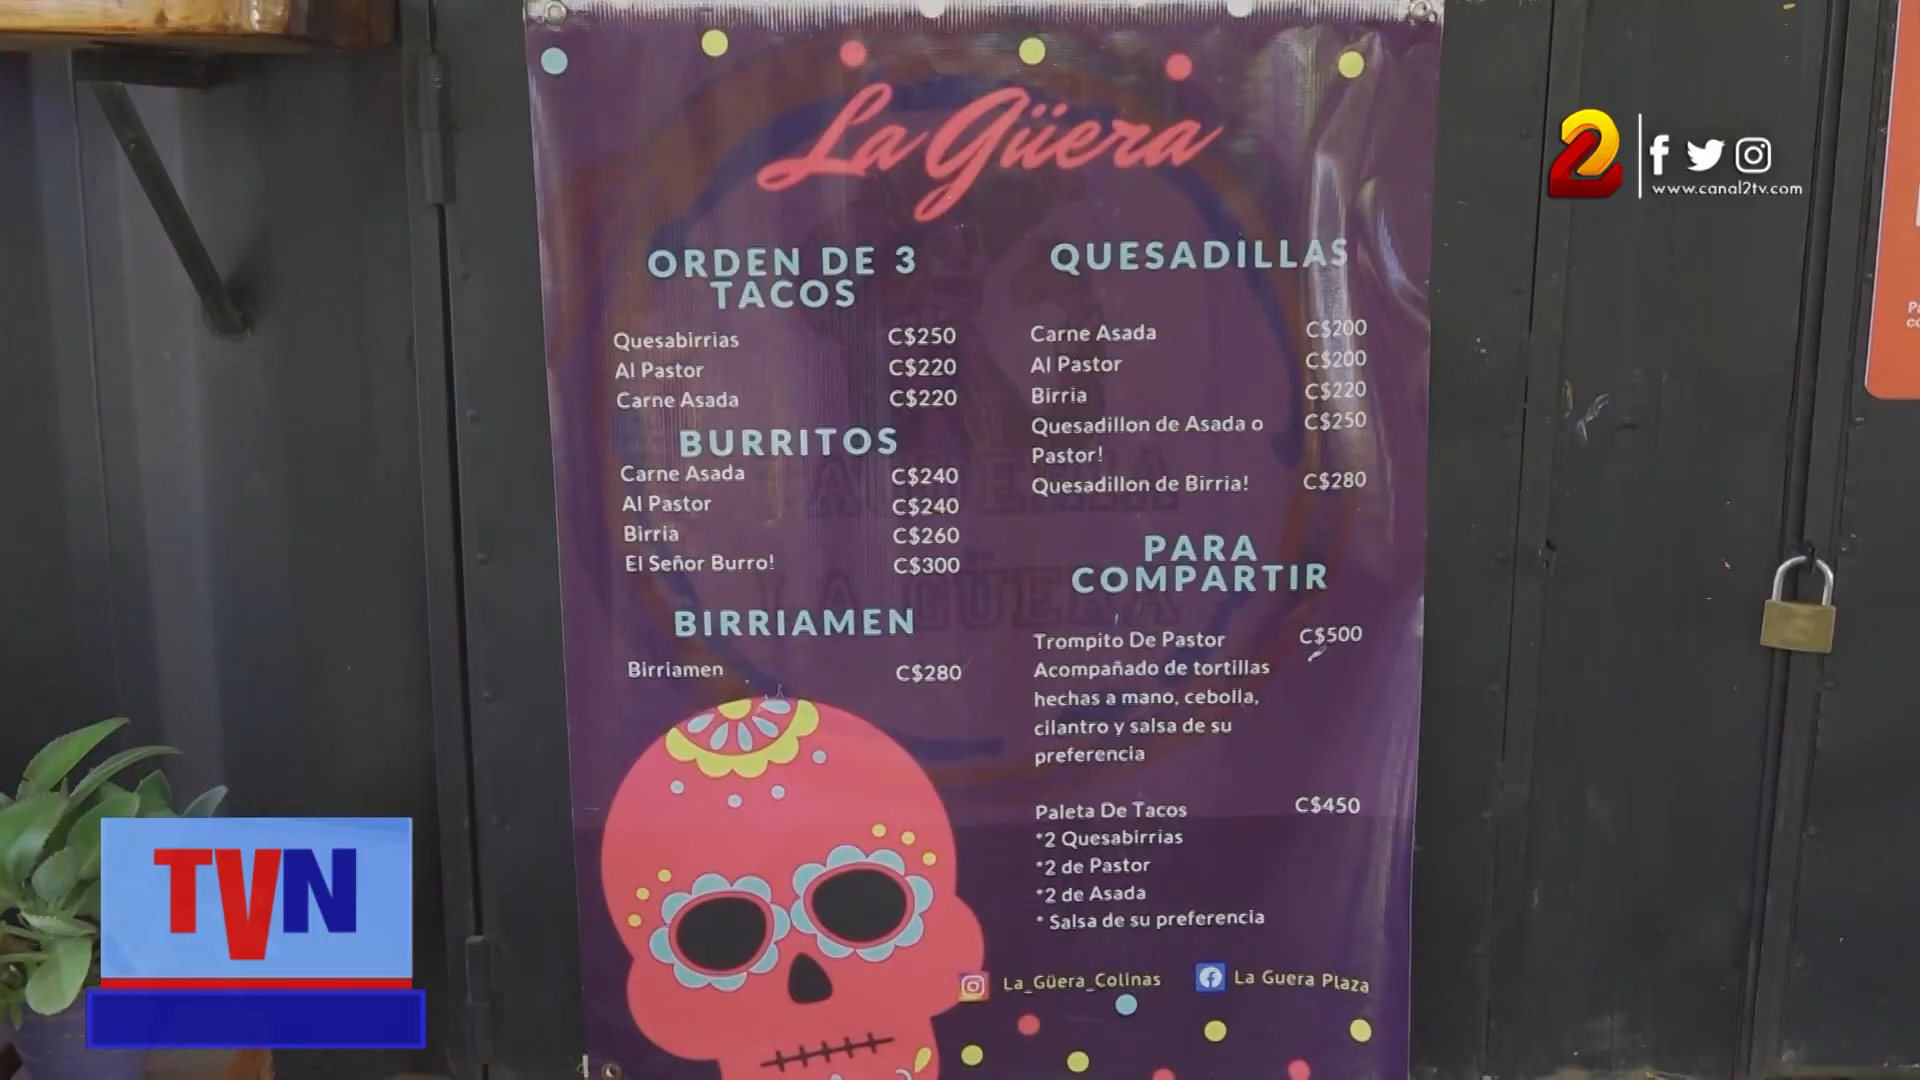 La Güera
ORDEN DE 3
TACOS
Quesabirrias C$250
Al Pastor C$220
Carne Asada C$220
BURRITOS
Carne Asada C$240
Al Pastor C$240
Birria C$260
El Señor Burro! C$300
BIRRIAMEN
Birriamen C$280
QUESADILLAS
Carne Asada C$200
Al Pastor C$200
Birria C$220
Quesadillon de Asada o C$250
Pastor!
Quesadillon de Birria! C$280
PARA
COMPARTIR
Trompito De Pastor C$500
Acompañado de tortillas
hechas a mano, cebolla,
cilantro y salsa de su
preferencia
Paleta De Tacos C$450
*2 Quesabirrias
*2 de Pastor
*2 de Asada
* Salsa de su preferencia
La_Güera_Colinas
La Guera Plaza
2
www.canal2tv.com
TVN